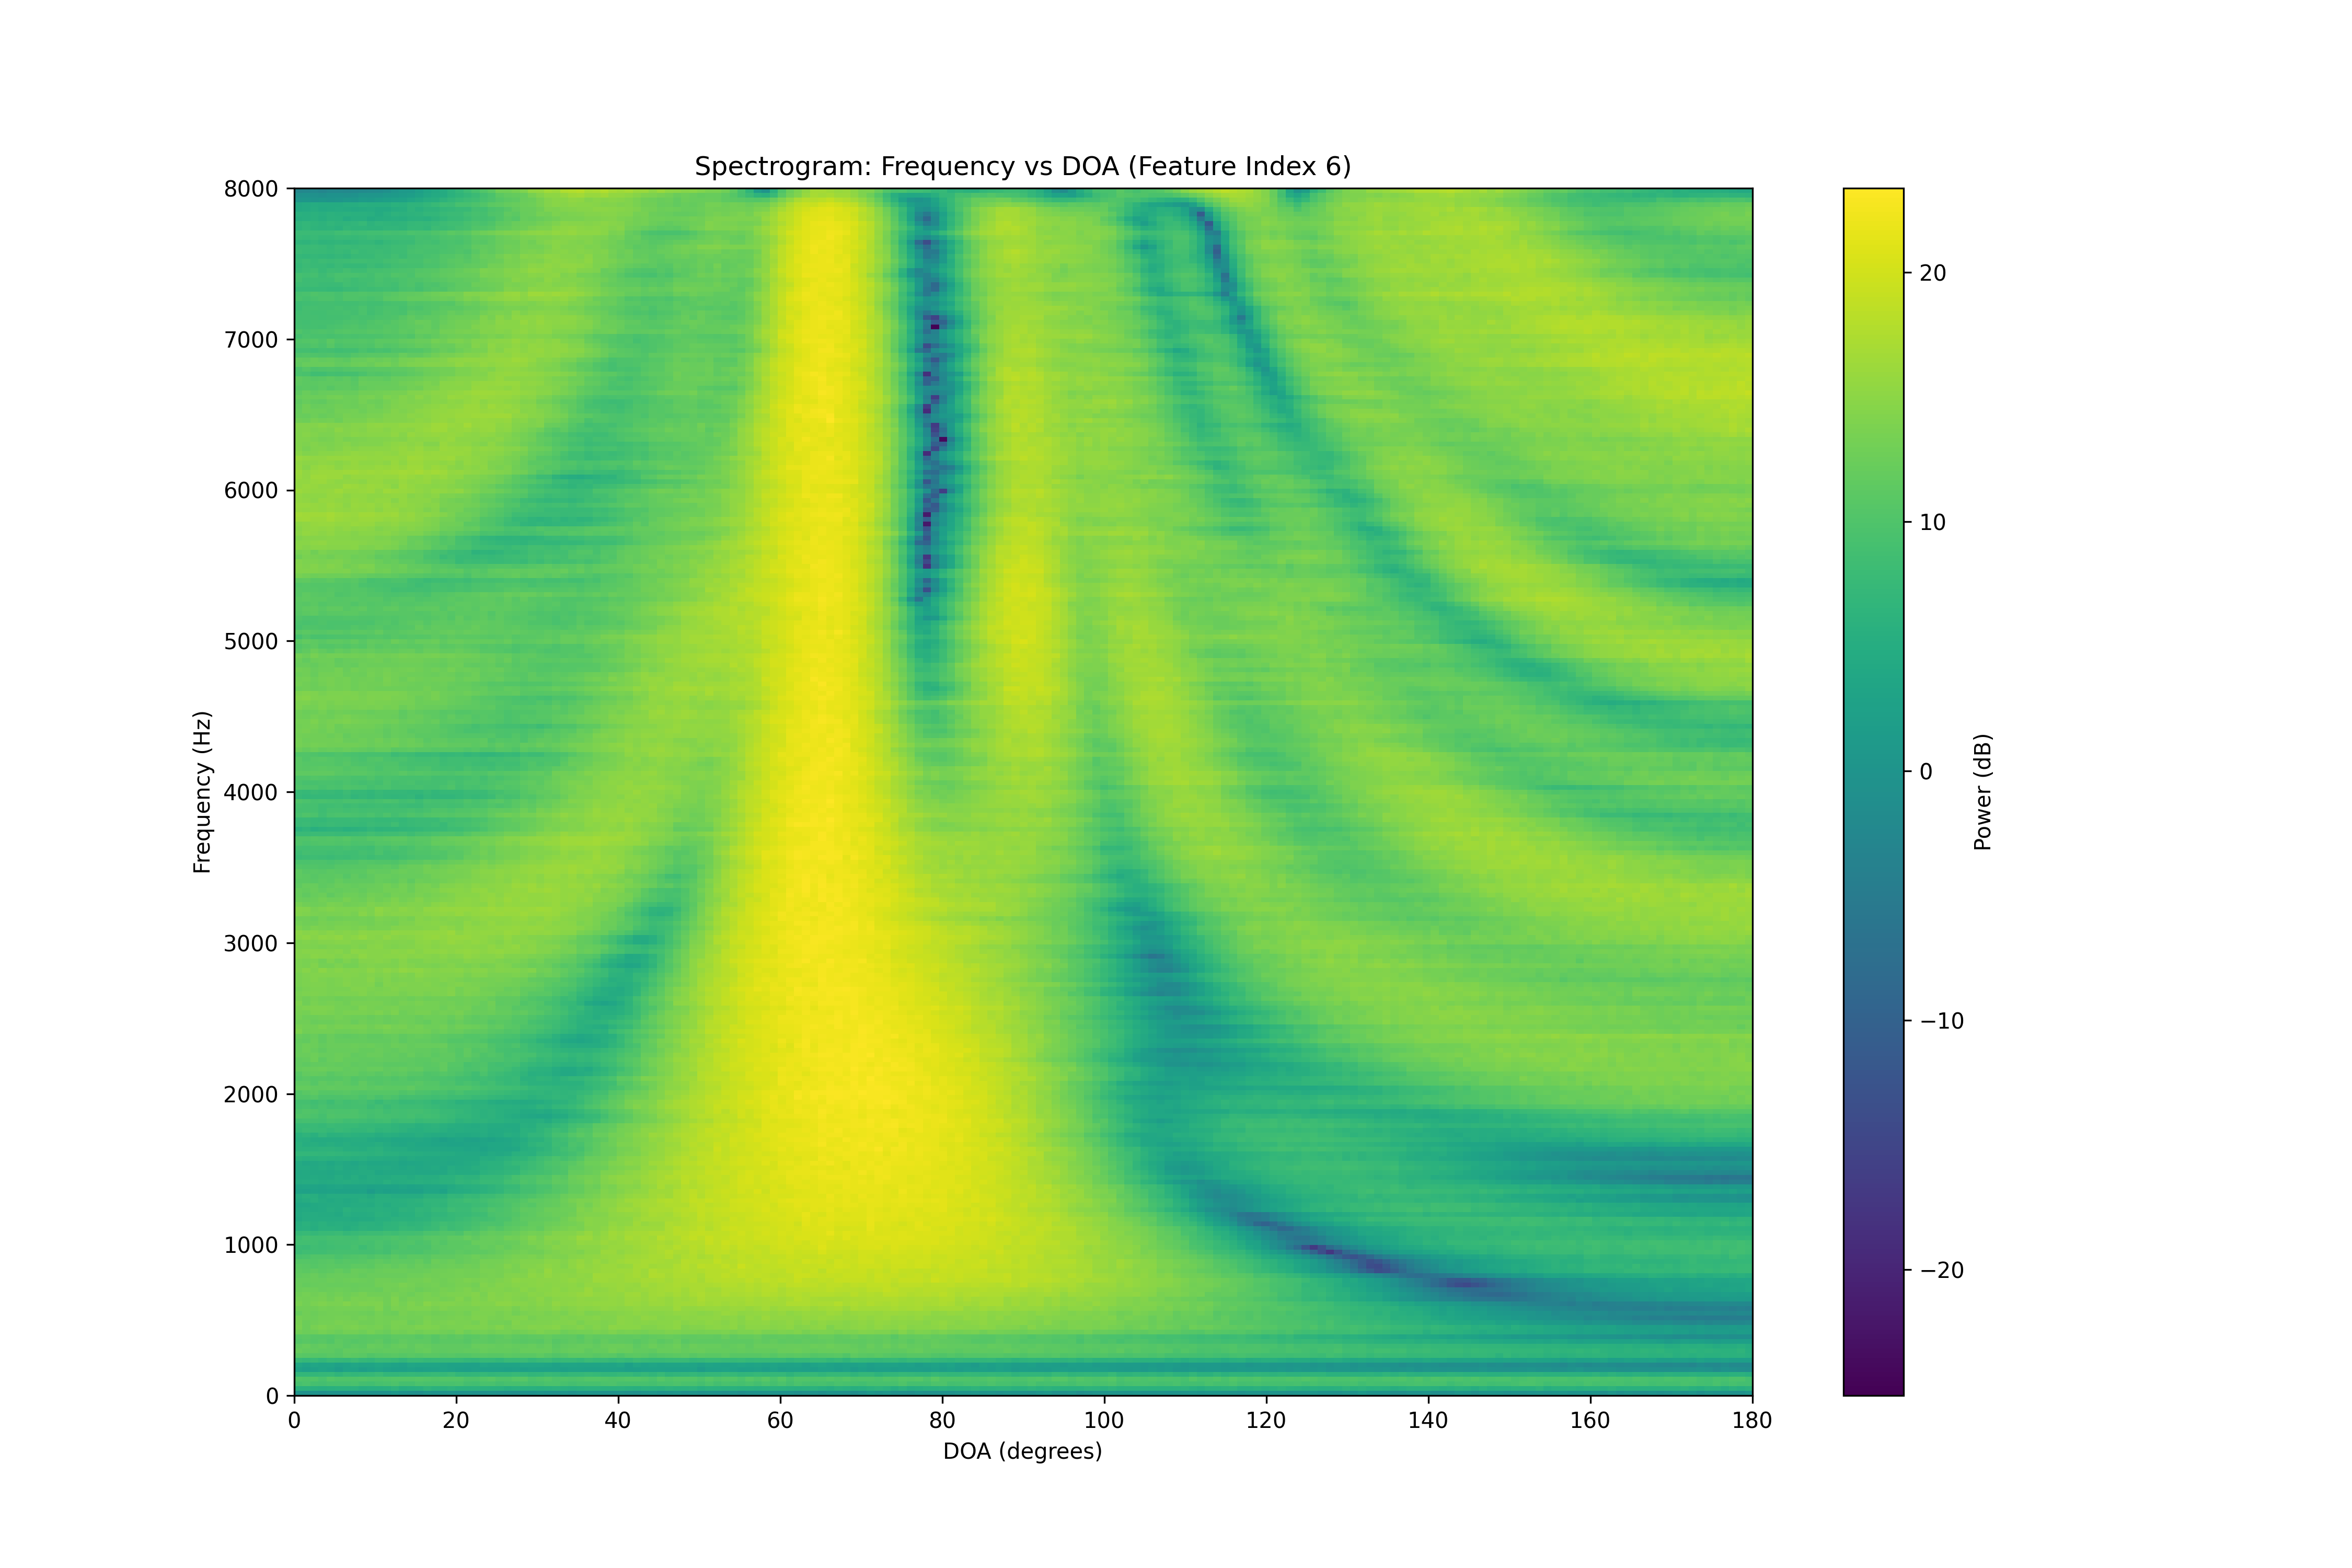 Spectrogram: Frequency vs DOA (Feature Index 6)
8000
7000
6000
5000
4000
3000
2000
1000
0
Frequency (Hz)
0 20 40 60 80 100 120 140 160 180
DOA (degrees)
20
10
0
−10
−20
Power (dB)